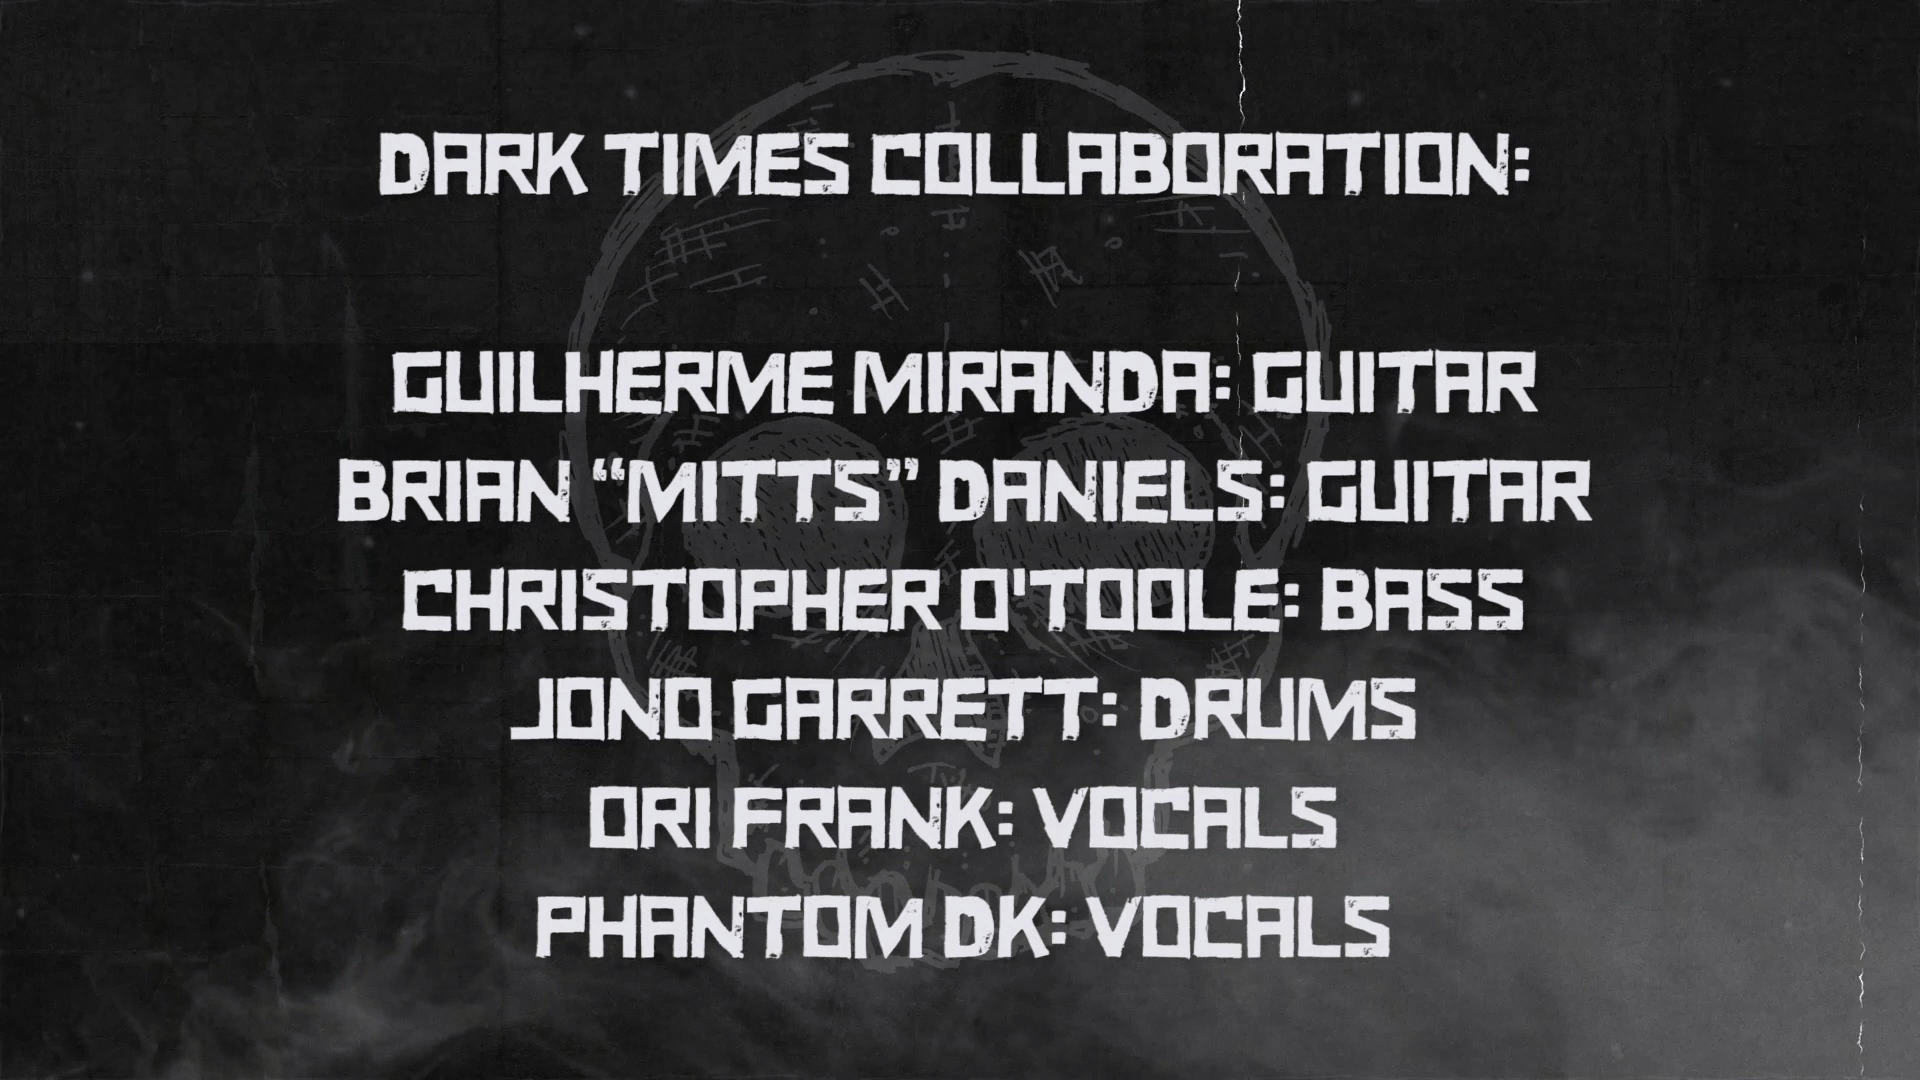 DARK TIMES COLLABORATION:
GUILHERME MIRANDA: GUITAR
BRIAN “MITTS” DANIELS: GUITAR
CHRISTOPHER O'TOOLE: BASS
JONO GARRETT: DRUMS
ORI FRANK: VOCALS
PHANTOM DK: VOCALS